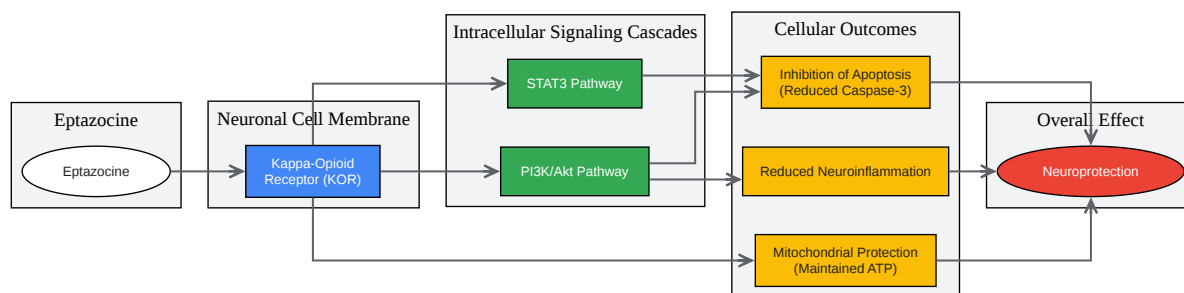 Eptazocine
Eptazocine
Neuronal Cell Membrane
Kappa-Opioid
Receptor (KOR)
Intracellular Signaling Cascades
STAT3 Pathway
PI3K/Akt Pathway
Cellular Outcomes
Inhibition of Apoptosis
(Reduced Caspase-3)
Reduced Neuroinflammation
Mitochondrial Protection
(Maintained ATP)
Overall Effect
Neuroprotection